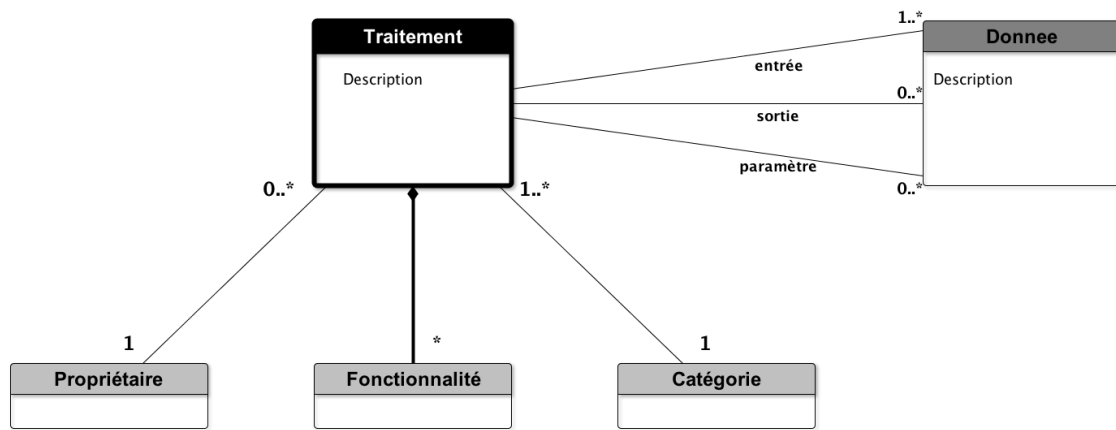 Traitement
Description
1..*
Donnee
Description
entrée
0..*
sortie
paramètre
0..*
0..*
1..*
1
*
1
Propriétaire
Fonctionnalité
Catégorie